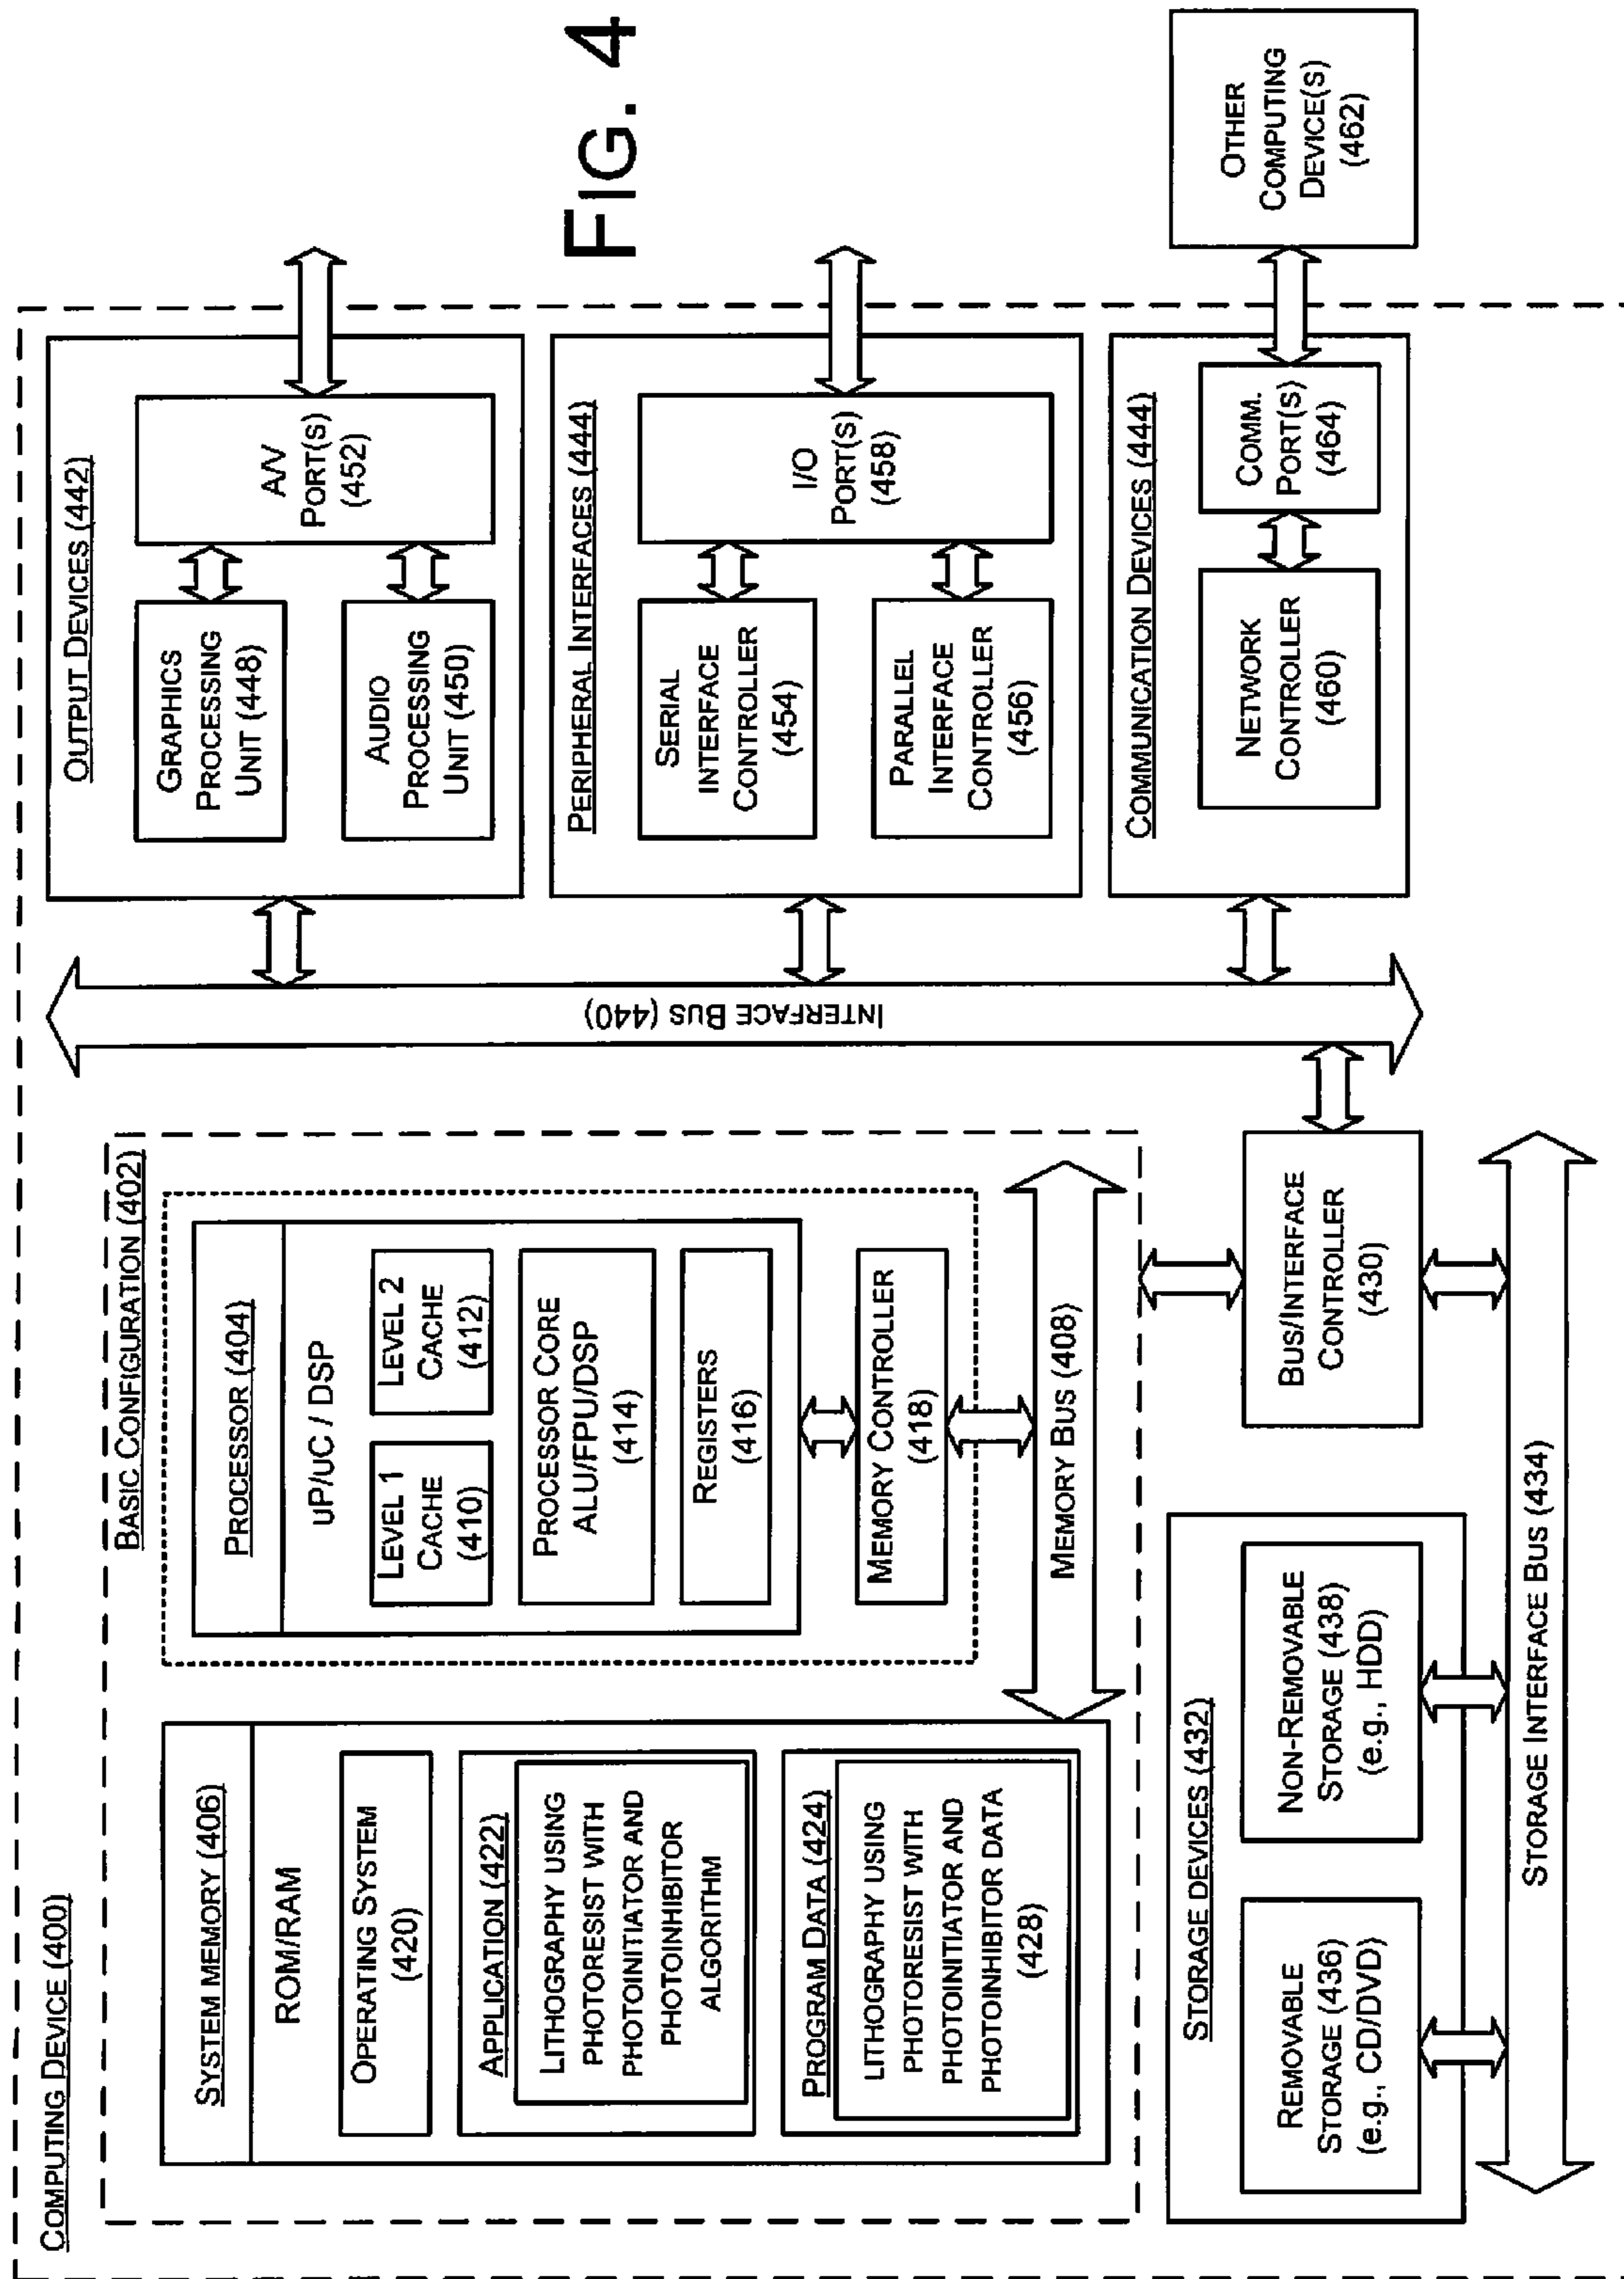 COMPUTING DEVICE (400)
BASIC CONFIGURATION (402)
SYSTEM MEMORY (406)
ROM/RAM
OPERATING SYSTEM
(420)
APPLICATION (422)
LITHOGRAPHY USING
PHOTORESIST WITH
PHOTOINITIATOR AND
PHOTOINHIBITOR
ALGORITHM
PROGRAM DATA (424)
LITHOGRAPHY USING
PHOTORESIST WITH
PHOTOINITIATOR AND
PHOTOINHIBITOR DATA
(428)
PROCESSOR (404)
uP/uC / DSP
LEVEL 1
CACHE
(410)
LEVEL 2
CACHE
(412)
PROCESSOR CORE
ALU/FPU/DSP
(414)
REGISTERS
(416)
MEMORY CONTROLLER
(418)
MEMORY BUS (408)
STORAGE DEVICES (432)
REMOVABLE
STORAGE (436)
(e.g., CD/DVD)
NON-REMOVABLE
STORAGE (438)
(e.g., HDD)
BUS/INTERFACE
CONTROLLER
(430)
STORAGE INTERFACE BUS (434)
INTERFACE BUS (440)
OUTPUT DEVICES (442)
GRAPHICS
PROCESSING
UNIT (448)
AUDIO
PROCESSING
UNIT (450)
A/V
PORT(S)
(452)
PERIPHERAL INTERFACES (444)
SERIAL
INTERFACE
CONTROLLER
(454)
PARALLEL
INTERFACE
CONTROLLER
(456)
I/O
PORT(S)
(458)
COMMUNICATION DEVICES (444)
NETWORK
CONTROLLER
(460)
COMM.
PORT(S)
(464)
OTHER
COMPUTING
DEVICE(S)
(462)
FIG. 4